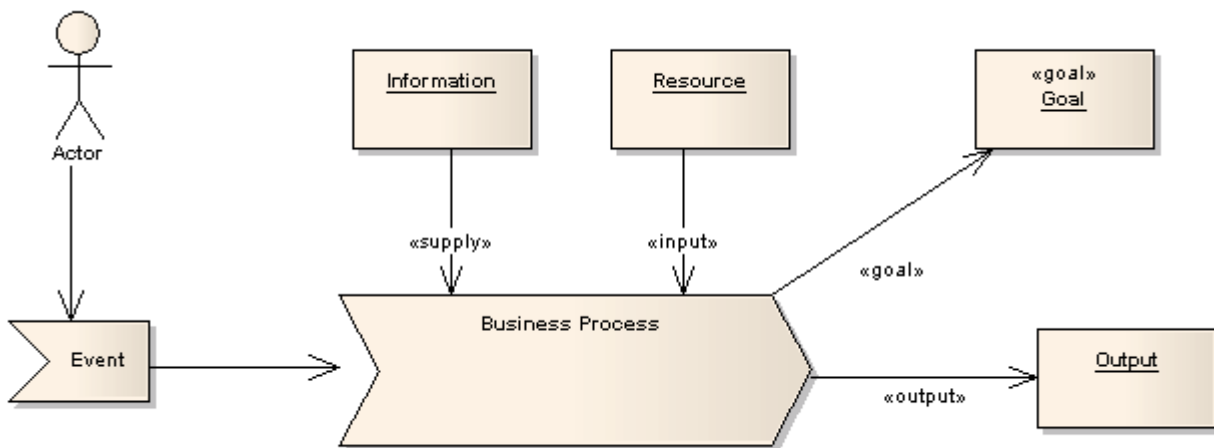 Actor
Information
Resource
«goal»
Goal
«supply»
«input»
«goal»
Event
Business Process
Output
«output»